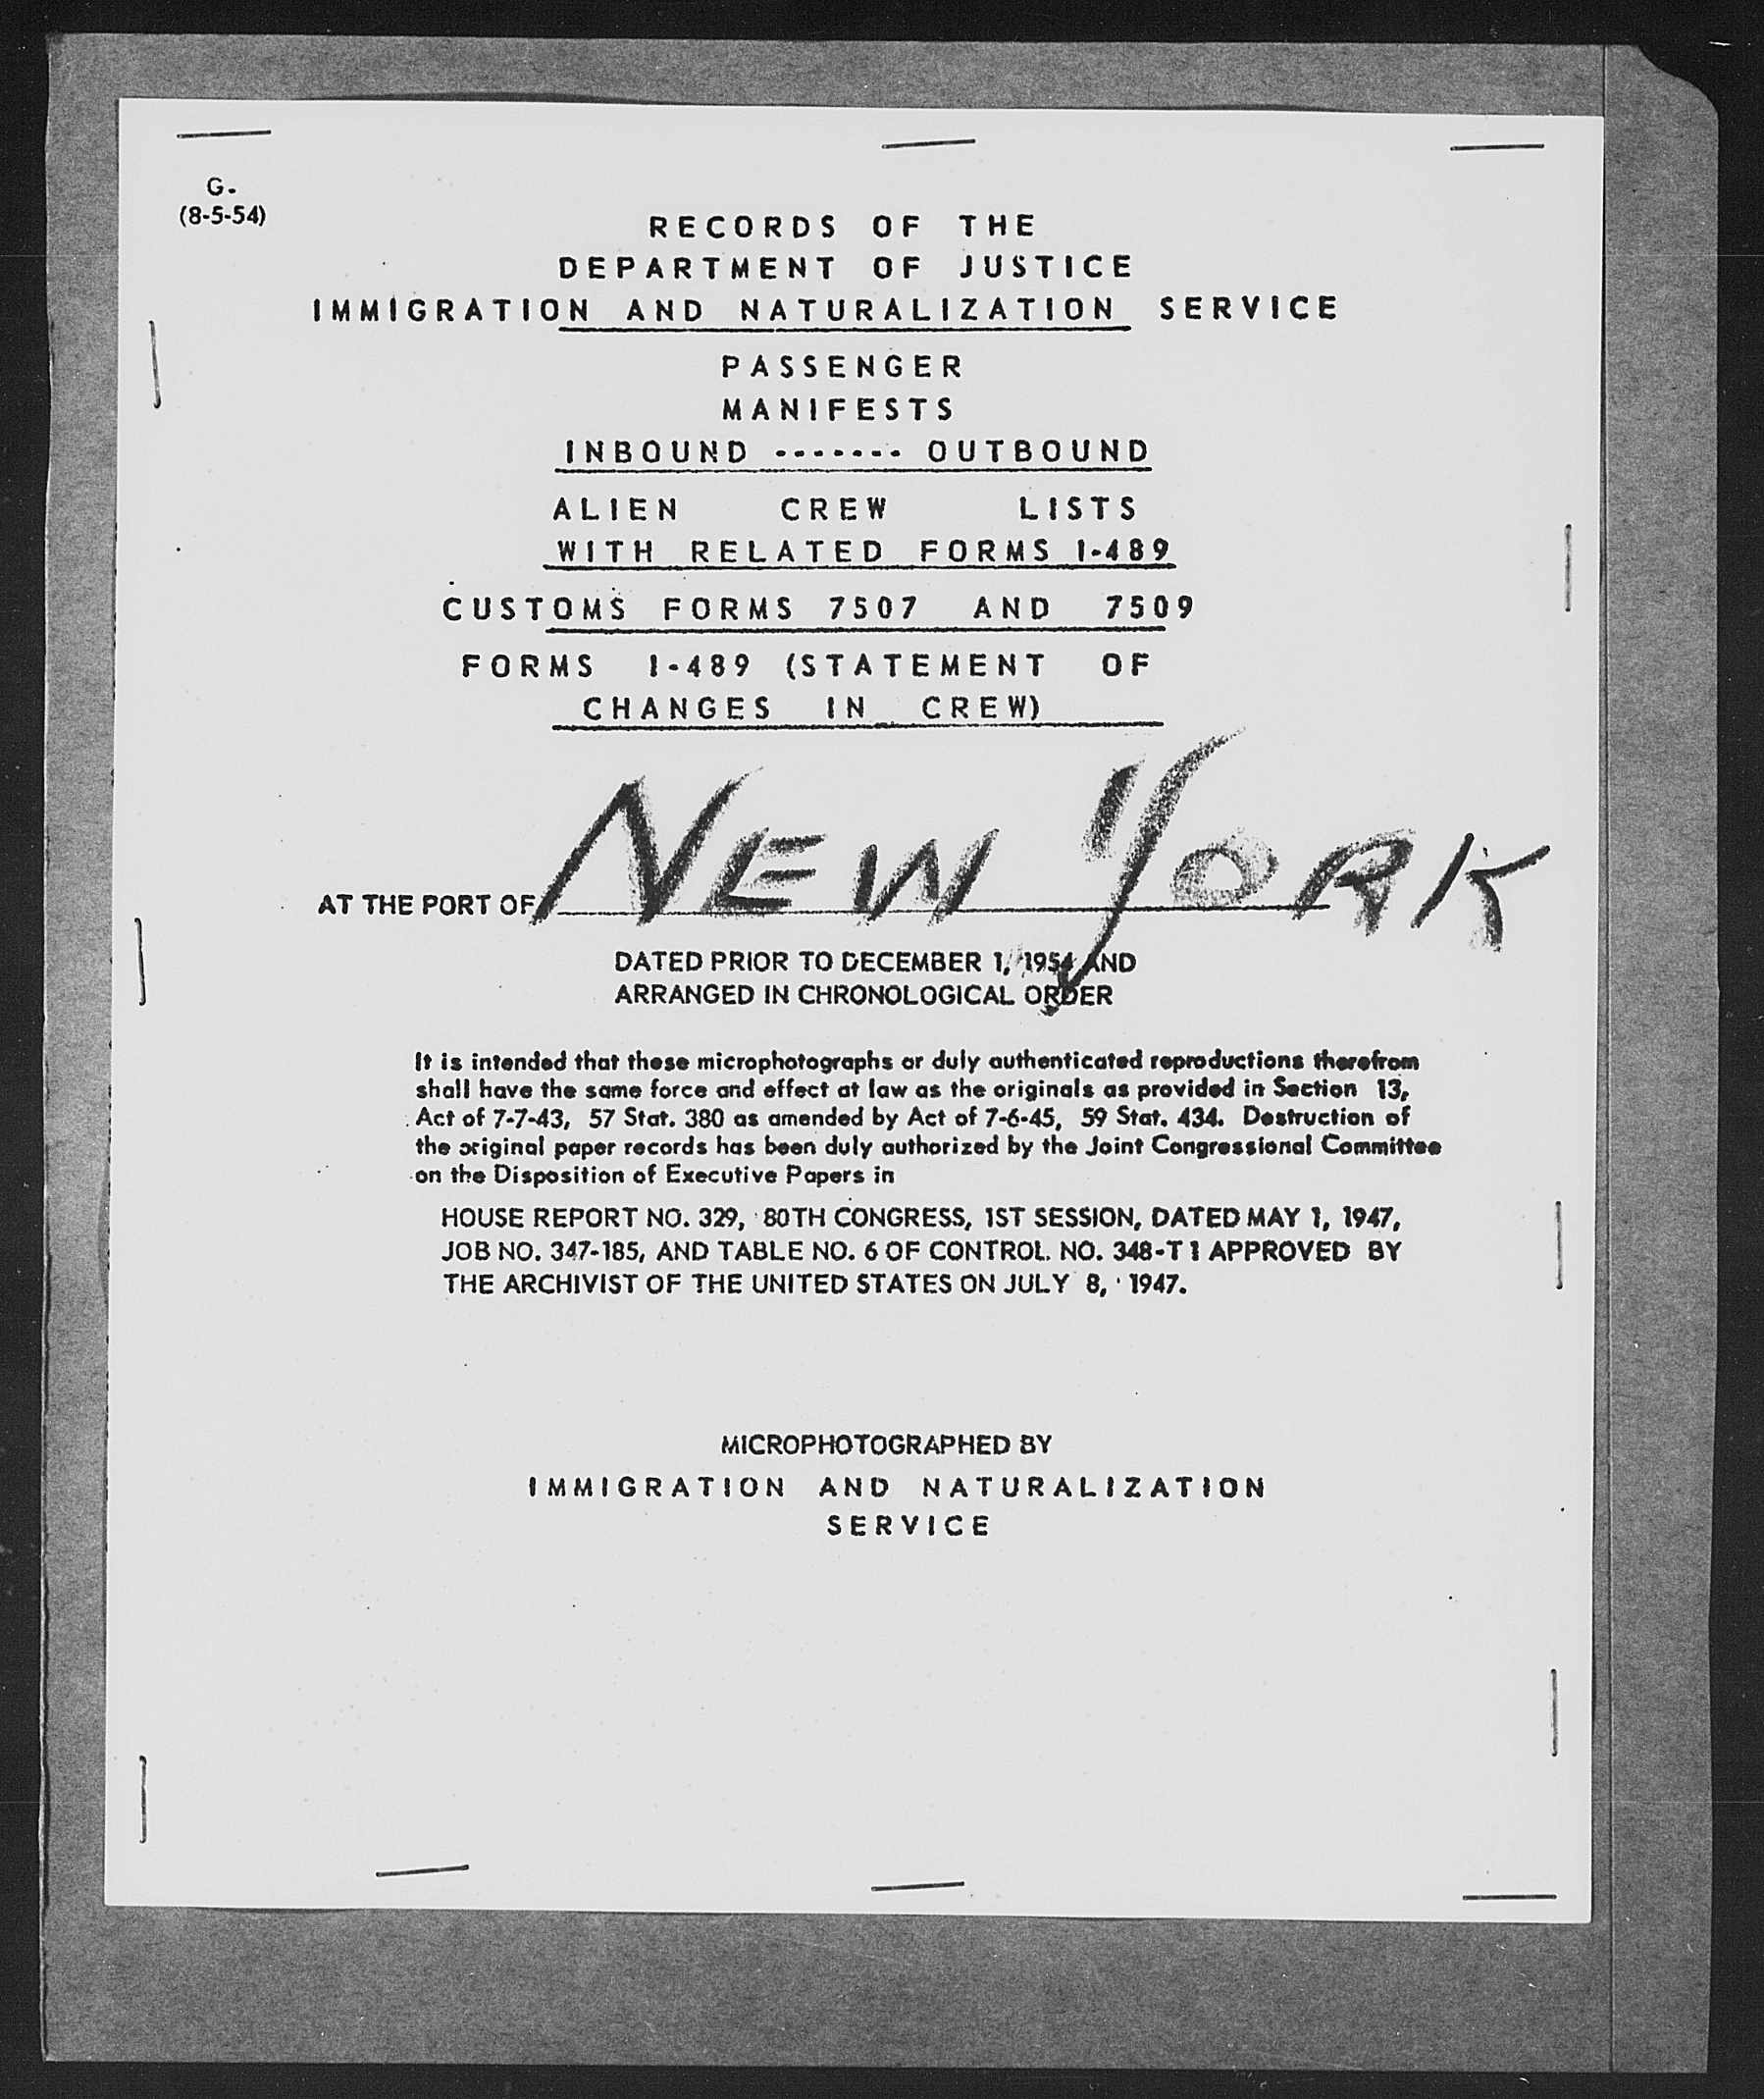 G-
(8-5-54)
RECORDS OF THE
DEPARTMENT OF JUSTICE
IMMIGRATION AND NATURALIZATION SERVICE
PASSENGER
MANIFESTS
INBOUND ------- OUTBOUND
ALIEN CREW LISTS
WITH RELATED FORMS I-489
CUSTOMS FORMS 7507 AND 7509
FORMS I-489 (STATEMENT OF
CHANGES IN CREW)
AT THE PORT OF NEW YORK
DATED PRIOR TO DECEMBER 1, 1954 AND
ARRANGED IN CHRONOLOGICAL ORDER
It is intended that these microphotographs or duly authenticated reproductions therefrom
shall have the same force and effect at law as the originals as provided in Section 13,
Act of 7-7-43, 57 Stat. 380 as amended by Act of 7-6-45, 59 Stat. 434. Destruction of
the original paper records has been duly authorized by the Joint Congressional Committee
on the Disposition of Executive Papers in
HOUSE REPORT NO. 329, 80TH CONGRESS, 1ST SESSION, DATED MAY 1, 1947,
JOB NO. 347-185, AND TABLE NO. 6 OF CONTROL NO. 348-T1 APPROVED BY
THE ARCHIVIST OF THE UNITED STATES ON JULY 8, 1947.
MICROPHOTOGRAPHED BY
IMMIGRATION AND NATURALIZATION
SERVICE